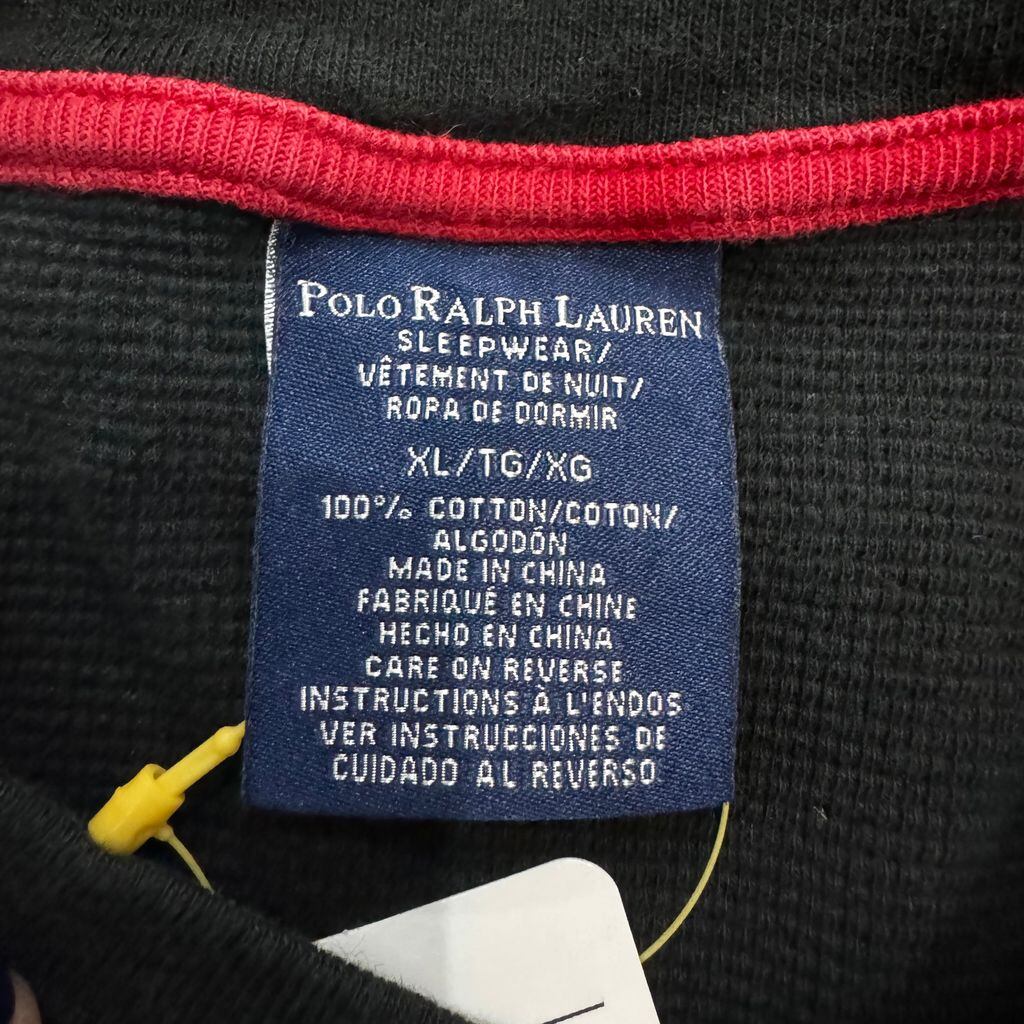 POLO RALPH LAUREN
SLEEPWEAR/
VÊTEMENT DE NUIT/
ROPA DE DORMIR
XL/TG/XG
100% COTTON/COTON/
ALGODÓN
MADE IN CHINA
FABRIQUÉ EN CHINE
HECHO EN CHINA
CARE ON REVERSE
INSTRUCTIONS À L'ENDOS
VER INSTRUCCIONES DE
CUIDADO AL REVERSO